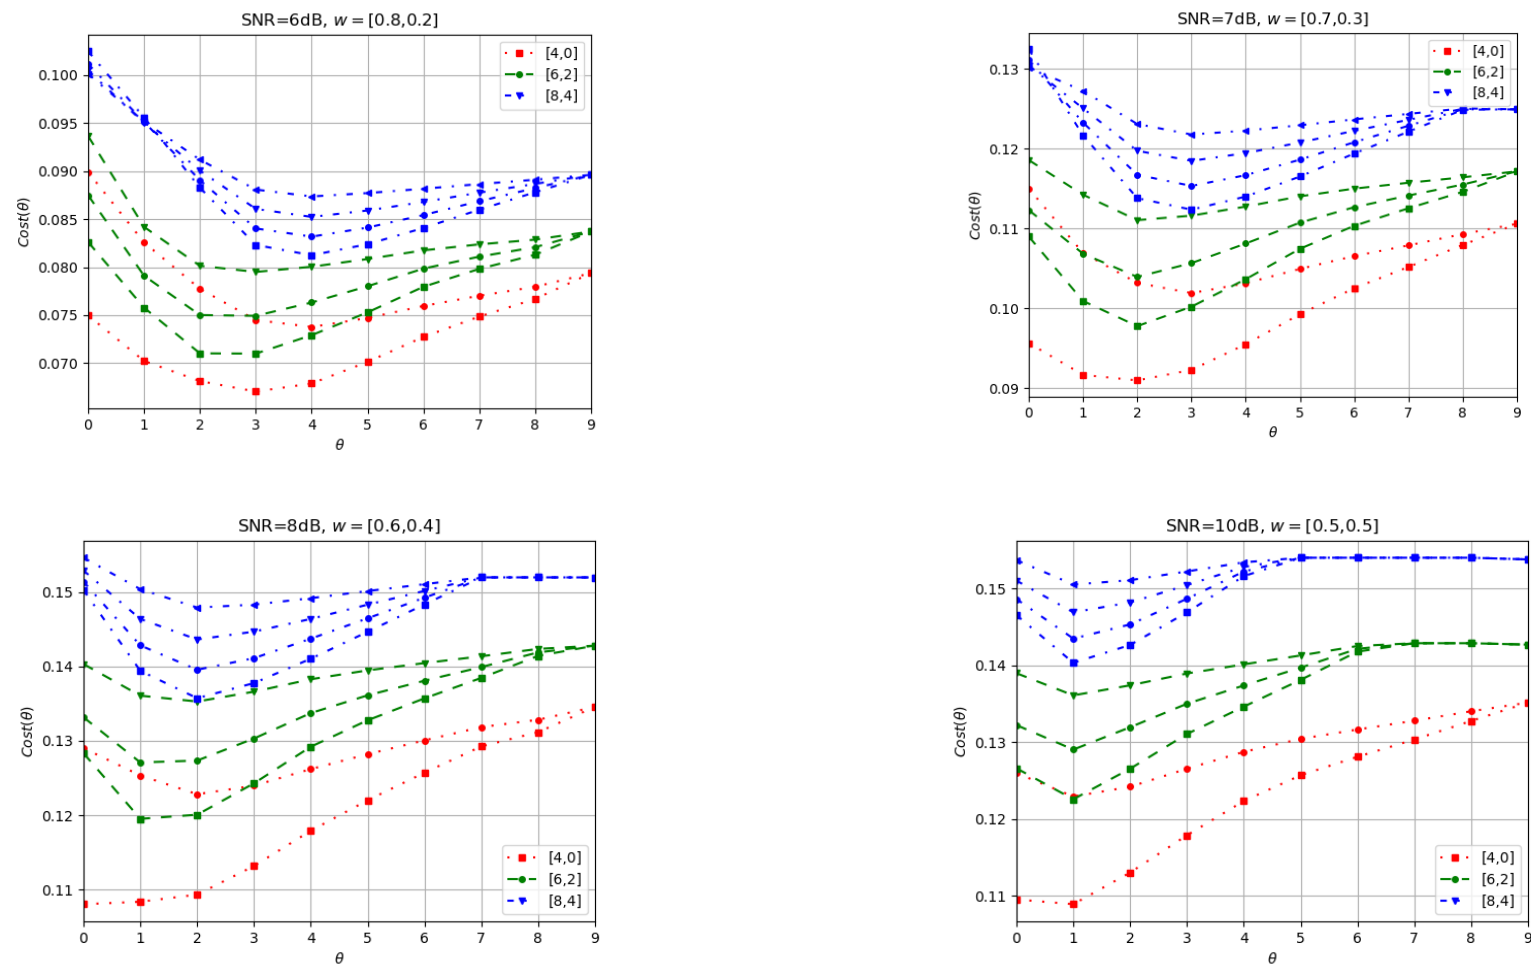 SNR=6dB, w = [0.8,0.2]
[4,0]
[6,2]
[8,4]
0.100
0.095
0.090
0.085
0.080
0.075
0.070
Cost(θ)
0 1 2 3 4 5 6 7 8 9
θ
SNR=7dB, w = [0.7,0.3]
[4,0]
[6,2]
[8,4]
0.13
0.12
0.11
0.10
0.09
Cost(θ)
0 1 2 3 4 5 6 7 8 9
θ
SNR=8dB, w = [0.6,0.4]
0.15
0.14
0.13
0.12
0.11
Cost(θ)
[4,0]
[6,2]
[8,4]
0 1 2 3 4 5 6 7 8 9
θ
SNR=10dB, w = [0.5,0.5]
0.15
0.14
0.13
0.12
0.11
Cost(θ)
[4,0]
[6,2]
[8,4]
0 1 2 3 4 5 6 7 8 9
θ